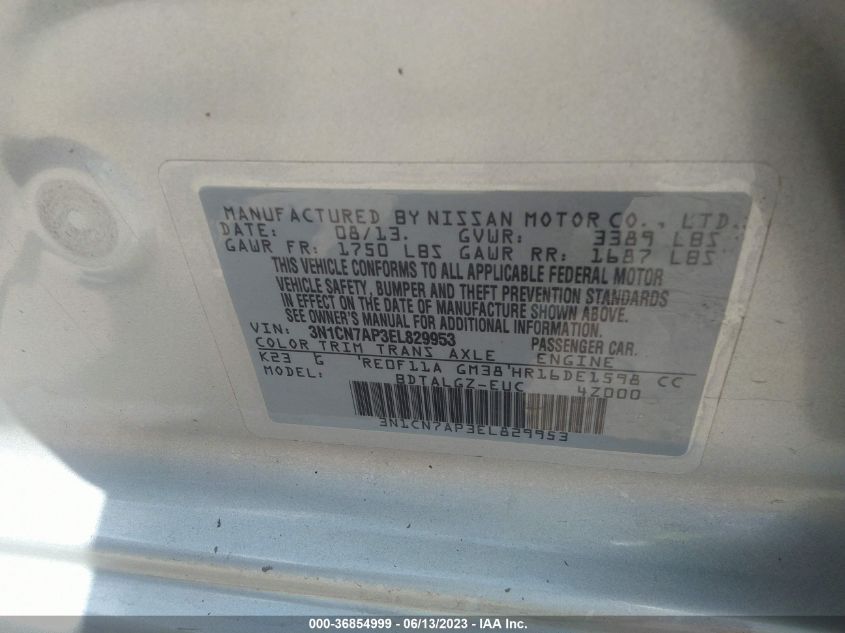 MANUFACTURED BY NISSAN MOTOR CO., LTD.
DATE: 08/13. GVWR: 3389 LBS
GAWR FR: 1750 LBS GAWR RR: 1687 LBS
THIS VEHICLE CONFORMS TO ALL APPLICABLE FEDERAL MOTOR
VEHICLE SAFETY, BUMPER AND THEFT PREVENTION STANDARDS
IN EFFECT ON THE DATE OF MANUFACTURE SHOWN ABOVE.
SEE OWNER'S MANUAL FOR ADDITIONAL INFORMATION.
VIN: 3N1CN7AP3EL829953 PASSENGER CAR.
COLOR TRIM TRANS AXLE ENGINE
K23 G RE0F11A GM38 HR16DE1598 CC
MODEL: BDTALGZ-EUC 4Z000
3N1CN7AP3EL829953
000-36854999 - 06/13/2023 - IAA Inc.